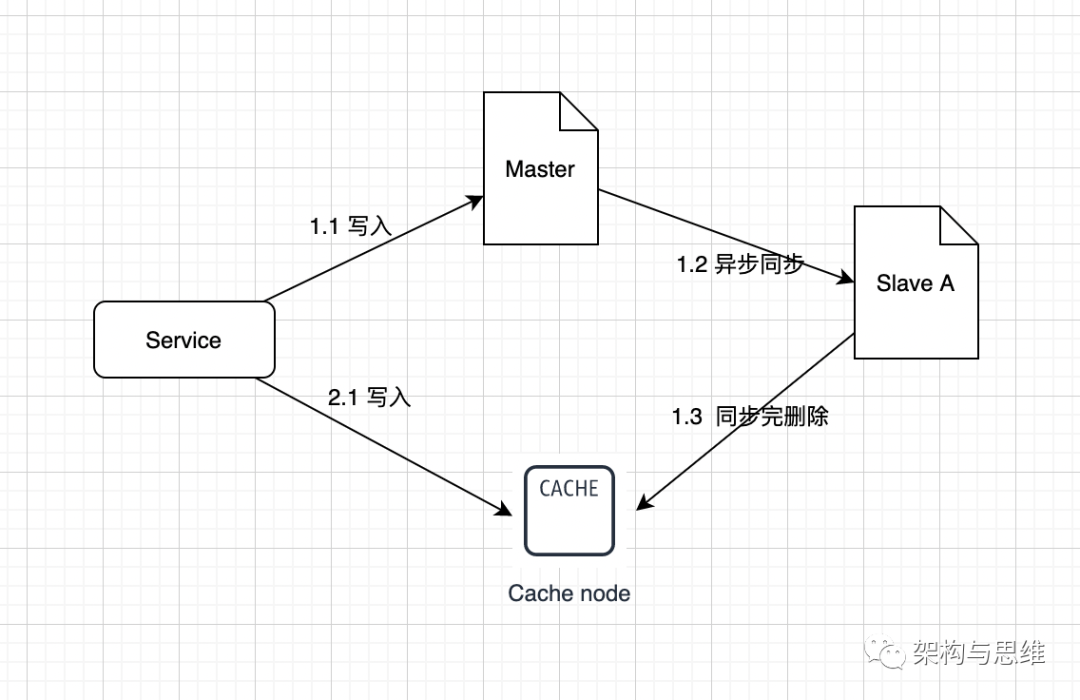 Master
1.1 写入
1.2 异步同步
Slave A
Service
2.1 写入
1.3 同步完删除
CACHE
Cache node
架构与思维